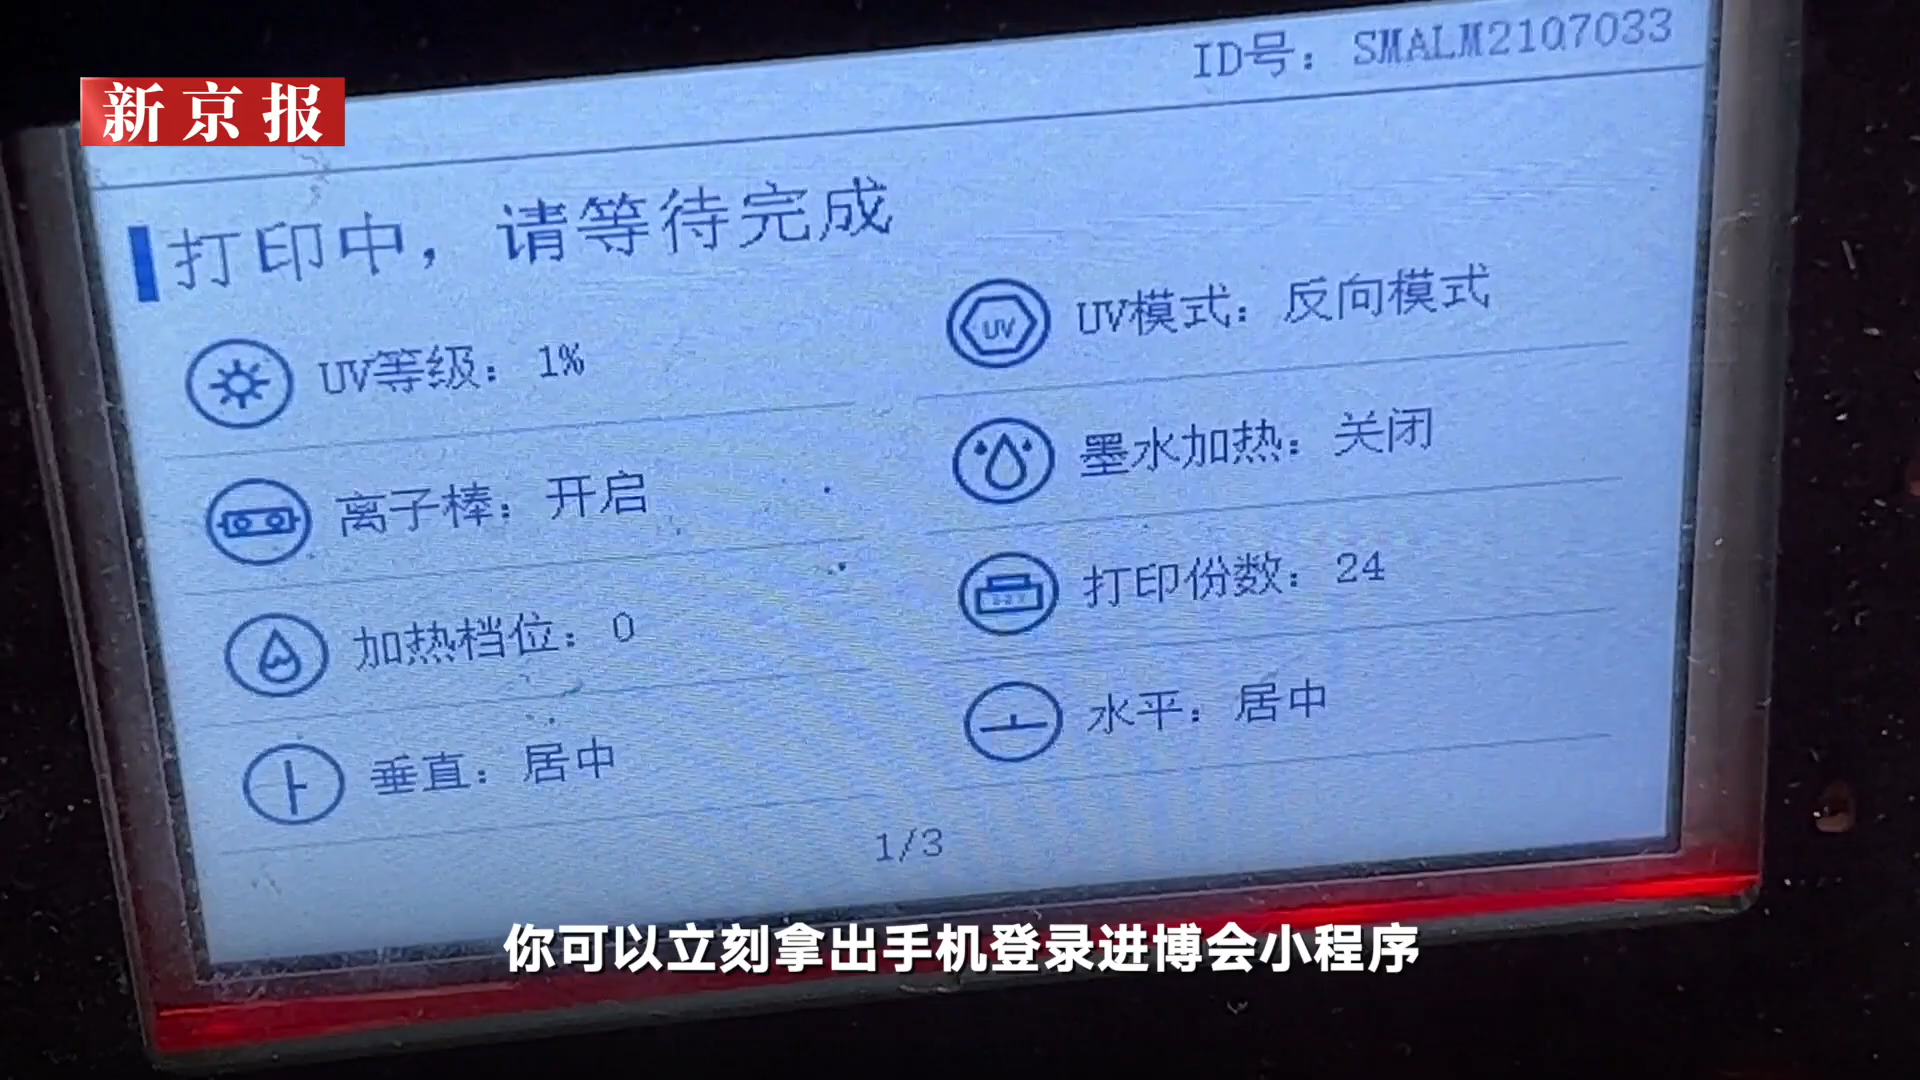 新京报
ID号：SMALM2107033
打印中，请等待完成
UV等级：1%
UV模式：反向模式
离子棒：开启
墨水加热：关闭
加热档位：0
打印份数：24
垂直：居中
水平：居中
1/3
你可以立刻拿出手机登录进博会小程序